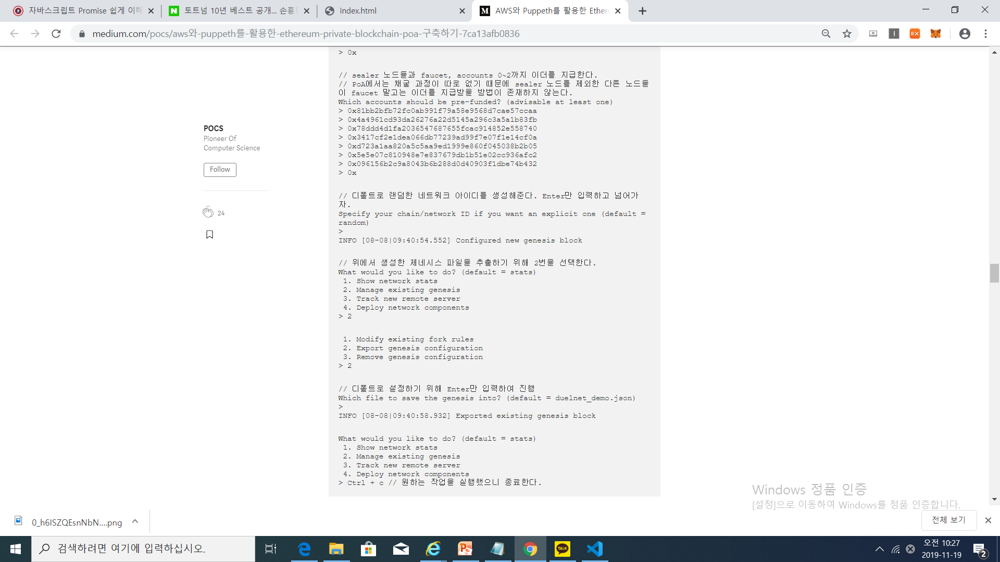 자바스크립트 Promise 쉽게 이해
토트넘 10년 베스트 공개... 손흥민
index.html
AWS와 Puppeth를 활용한 Ether
medium.com/pocs/aws와-puppeth를-활용한-ethereum-private-blockchain-poa-구축하기-7ca13afb0836
POCS
Pioneer Of
Computer Science
Follow
24
> 0x
// sealer 노드들과 faucet, accounts 0~2까지 이더를 지급한다.
// PoA에서는 채굴 과정이 따로 없기 때문에 sealer 노드를 제외한 다른 노드들
이 faucet 말고는 이더를 지급받을 방법이 존재하지 않는다.
Which accounts should be pre-funded? (advisable at least one)
> 0x81bb2bfb72fc0ab991f79a58e9568d7cae57ccaa
> 0x4a4961cd93da26276a22d5145a296c3a5a1b83fb
> 0x78ddd4d1fa2036547687655fcac914852e558740
> 0x3417cf2e1dea066db77239ad99f7e07f1e14cf0a
> 0xd723a1aa820a5c5aa9ed1999e860f045038b2b05
> 0x5e5e07c810948e7e837679db1b51e02cc936afc2
> 0x096156b2c9a8043b6b288d0d40903f1dbe74b432
> 0x
// 디폴트로 랜덤한 네트워크 아이디를 생성해준다. Enter만 입력하고 넘어가
자.
Specify your chain/network ID if you want an explicit one (default =
random)
>
INFO [08-08|09:40:54.552] Configured new genesis block
// 위에서 생성한 제네시스 파일을 추출하기 위해 2번을 선택한다.
What would you like to do? (default = stats)
1. Show network stats
2. Manage existing genesis
3. Track new remote server
4. Deploy network components
> 2
1. Modify existing fork rules
2. Export genesis configuration
3. Remove genesis configuration
> 2
// 디폴트로 설정하기 위해 Enter만 입력하여 진행
Which file to save the genesis into? (default = duelnet_demo.json)
>
INFO [08-08|09:40:58.932] Exported existing genesis block
What would you like to do? (default = stats)
1. Show network stats
2. Manage existing genesis
3. Track new remote server
4. Deploy network components
> Ctrl + c // 원하는 작업을 실행했으니 종료한다.
Windows 정품 인증
[설정]으로 이동하여 Windows를 정품 인증합니다.
0_h6ISZQEsnNbN....png
전체 보기
검색하려면 여기에 입력하십시오.
TALK
오전 10:27
2019-11-19
2